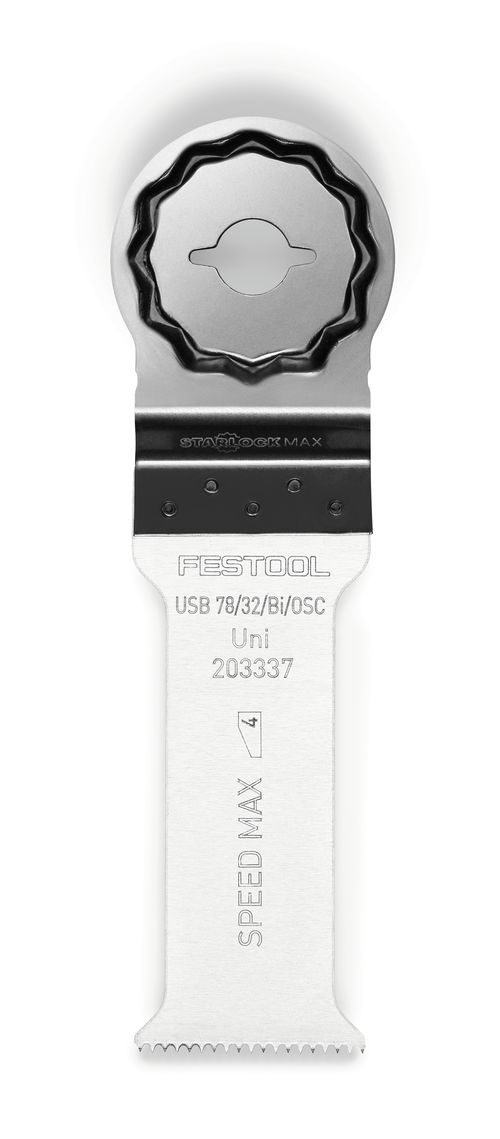 STARLOCK MAX
FESTOOL
USB 78/32/Bi/OSC
Uni
203337
4
SPEED MAX